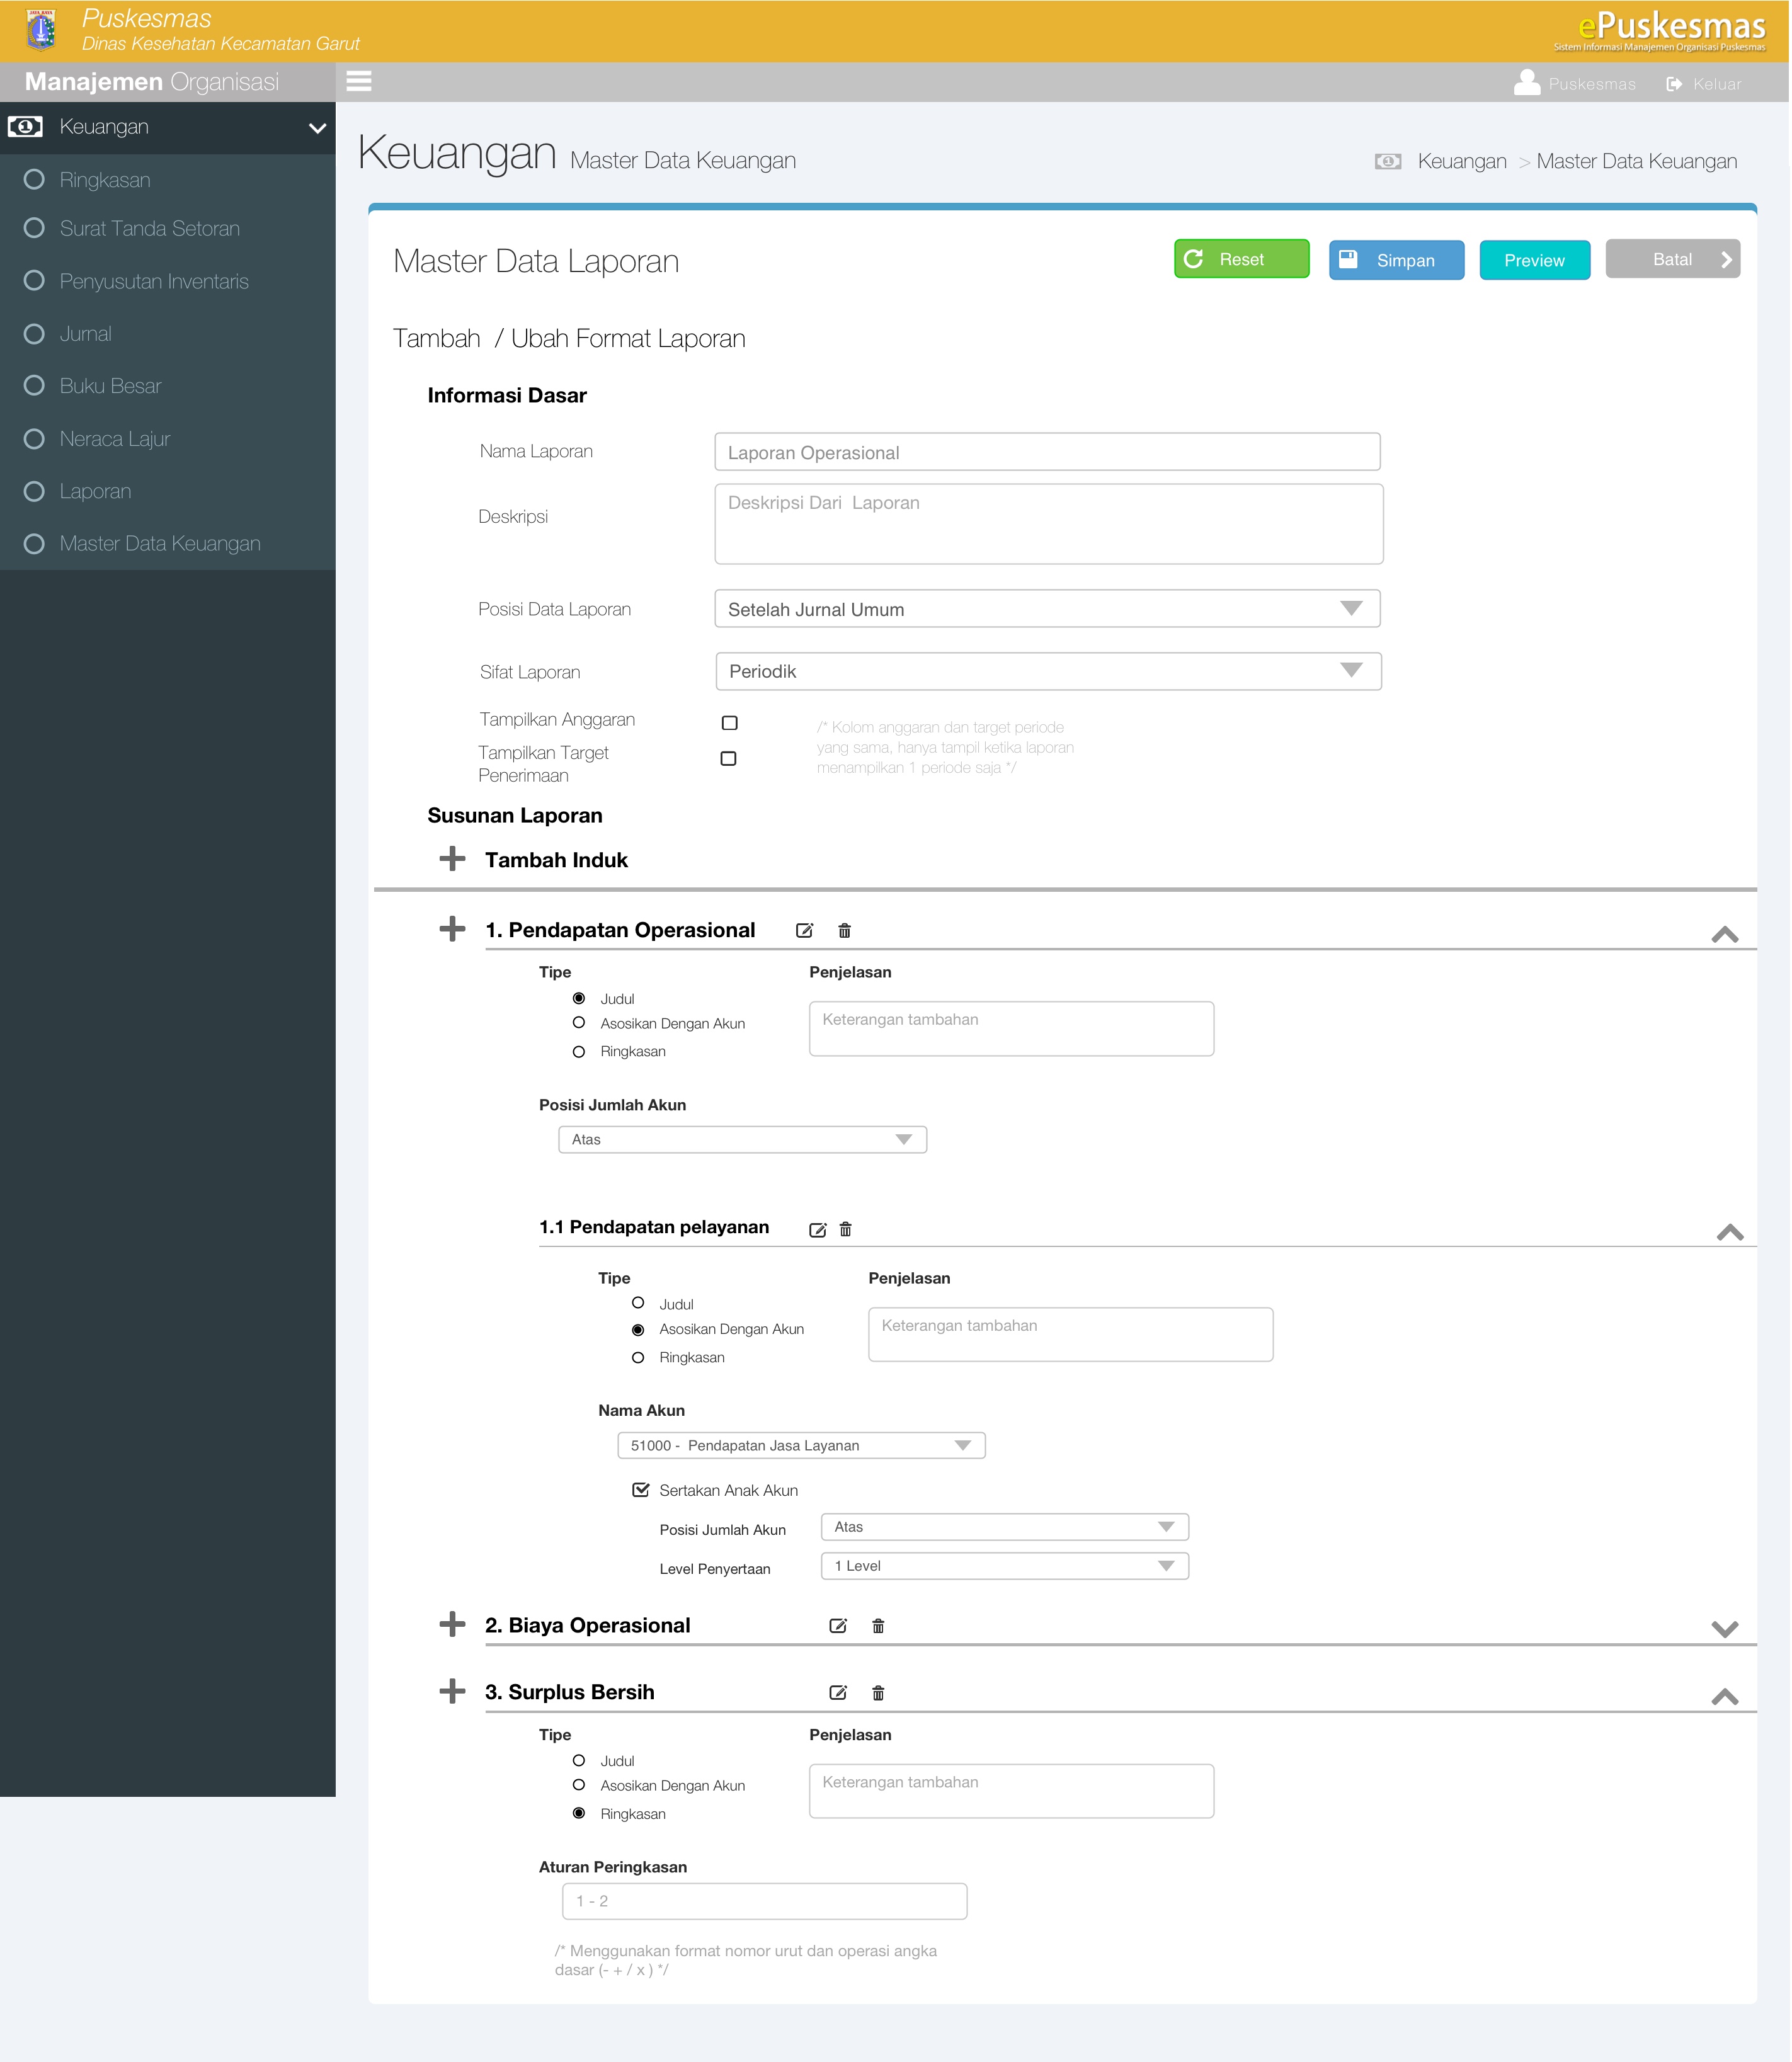 Puskesmas
Dinas Kesehatan Kecamatan Garut
ePuskesmas
Sistem Informasi Manajemen Organisasi Puskesmas
Manajemen Organisasi
Puskesmas
Keluar
Keuangan
Ringkasan
Surat Tanda Setoran
Penyusutan Inventaris
Jurnal
Buku Besar
Neraca Lajur
Laporan
Master Data Keuangan
Keuangan Master Data Keuangan
Keuangan > Master Data Keuangan
Master Data Laporan
Reset
Simpan
Preview
Batal
Tambah / Ubah Format Laporan
Informasi Dasar
Nama Laporan
Laporan Operasional
Deskripsi
Deskripsi Dari Laporan
Posisi Data Laporan
Setelah Jurnal Umum
Sifat Laporan
Periodik
Tampilkan Anggaran
Tampilkan Target
Penerimaan
/* Kolom anggaran dan target periode
yang sama, hanya tampil ketika laporan
menampilkan 1 periode saja */
Susunan Laporan
Tambah Induk
1. Pendapatan Operasional
Tipe
Judul
Asosikan Dengan Akun
Ringkasan
Penjelasan
Keterangan tambahan
Posisi Jumlah Akun
Atas
1.1 Pendapatan pelayanan
Tipe
Judul
Asosikan Dengan Akun
Ringkasan
Penjelasan
Keterangan tambahan
Nama Akun
51000 - Pendapatan Jasa Layanan
Sertakan Anak Akun
Posisi Jumlah Akun
Atas
Level Penyertaan
1 Level
2. Biaya Operasional
3. Surplus Bersih
Tipe
Judul
Asosikan Dengan Akun
Ringkasan
Penjelasan
Keterangan tambahan
Aturan Peringkasan
1 - 2
/* Menggunakan format nomor urut dan operasi angka
dasar (- + / x ) */